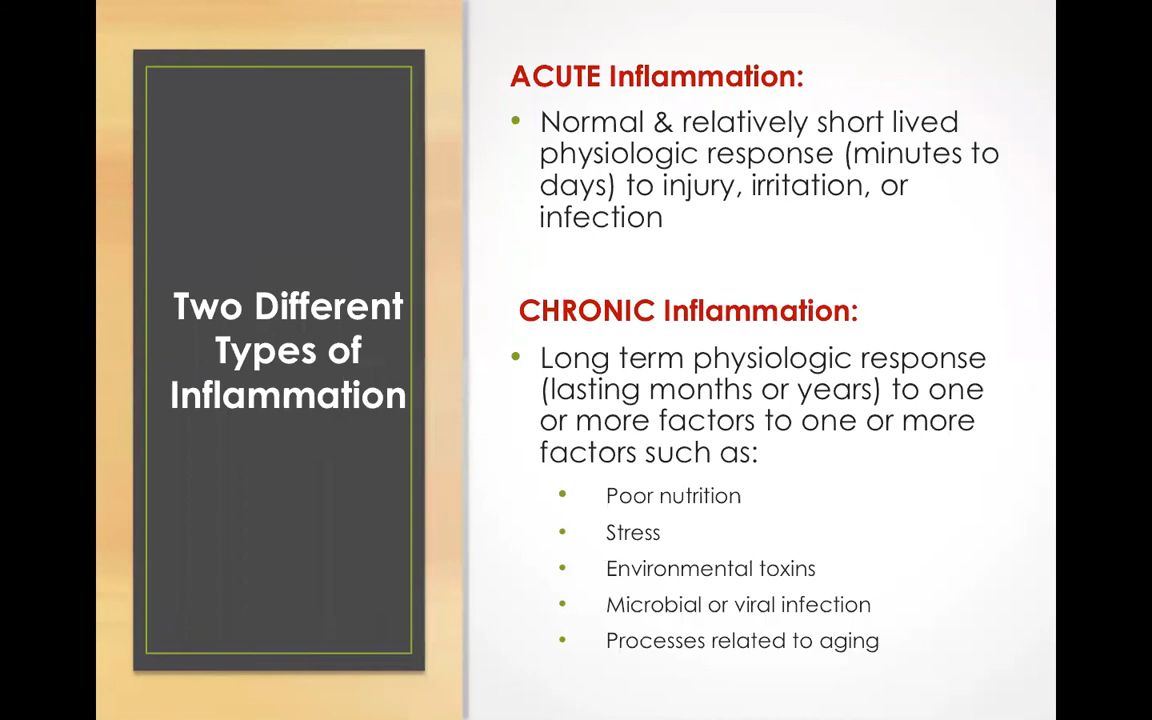 Two Different
Types of
Inflammation
ACUTE Inflammation:
• Normal & relatively short lived
physiologic response (minutes to
days) to injury, irritation, or
infection
CHRONIC Inflammation:
• Long term physiologic response
(lasting months or years) to one
or more factors to one or more
factors such as:
• Poor nutrition
• Stress
• Environmental toxins
• Microbial or viral infection
• Processes related to aging